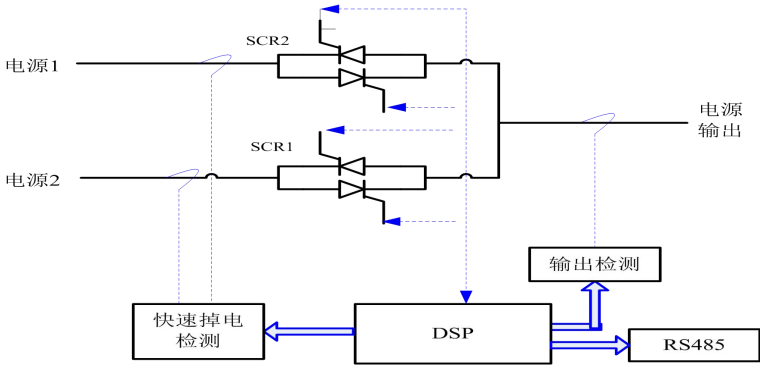 SCR2
电源1
电源
输出
SCR1
电源2
输出检测
快速掉电
检测
DSP
RS485